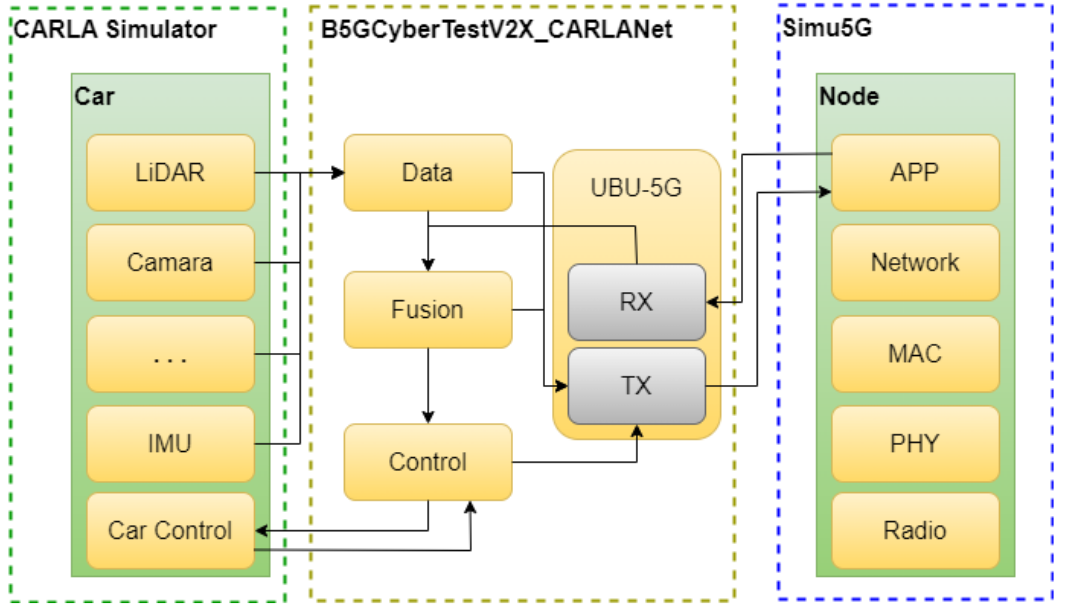 CARLA Simulator
Car
LiDAR
Camara
. . .
IMU
Car Control
B5GCyberTestV2X_CARLANet
Data
Fusion
Control
UBU-5G
RX
TX
Simu5G
Node
APP
Network
MAC
PHY
Radio